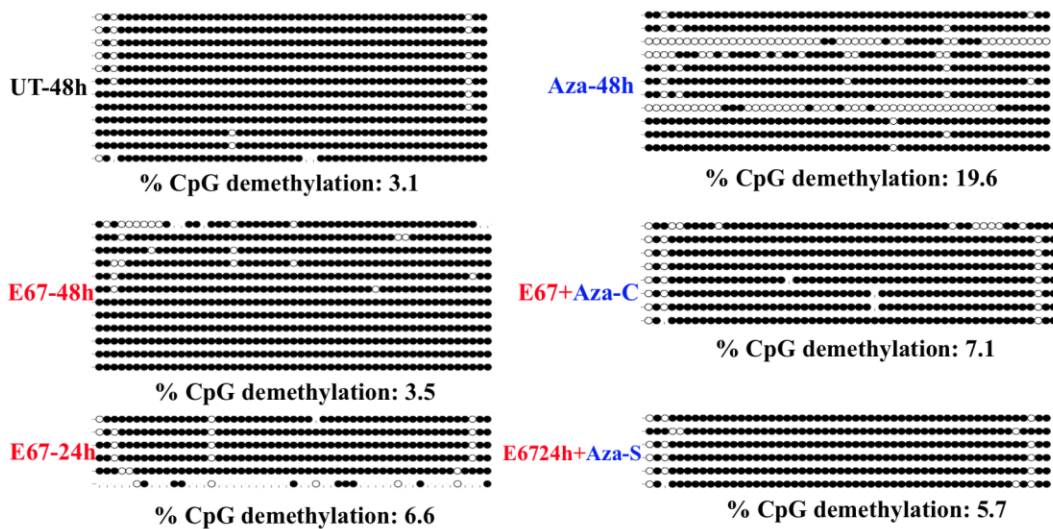 UT-48h
% CpG demethylation: 3.1
Aza-48h
% CpG demethylation: 19.6
E67-48h
% CpG demethylation: 3.5
E67+Aza-C
% CpG demethylation: 7.1
E67-24h
% CpG demethylation: 6.6
E6724h+Aza-S
% CpG demethylation: 5.7